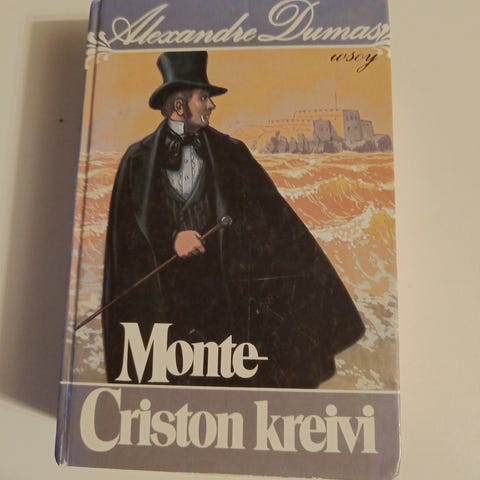 Alexandre Dumas
wsoy
Monte-
Criston kreivi